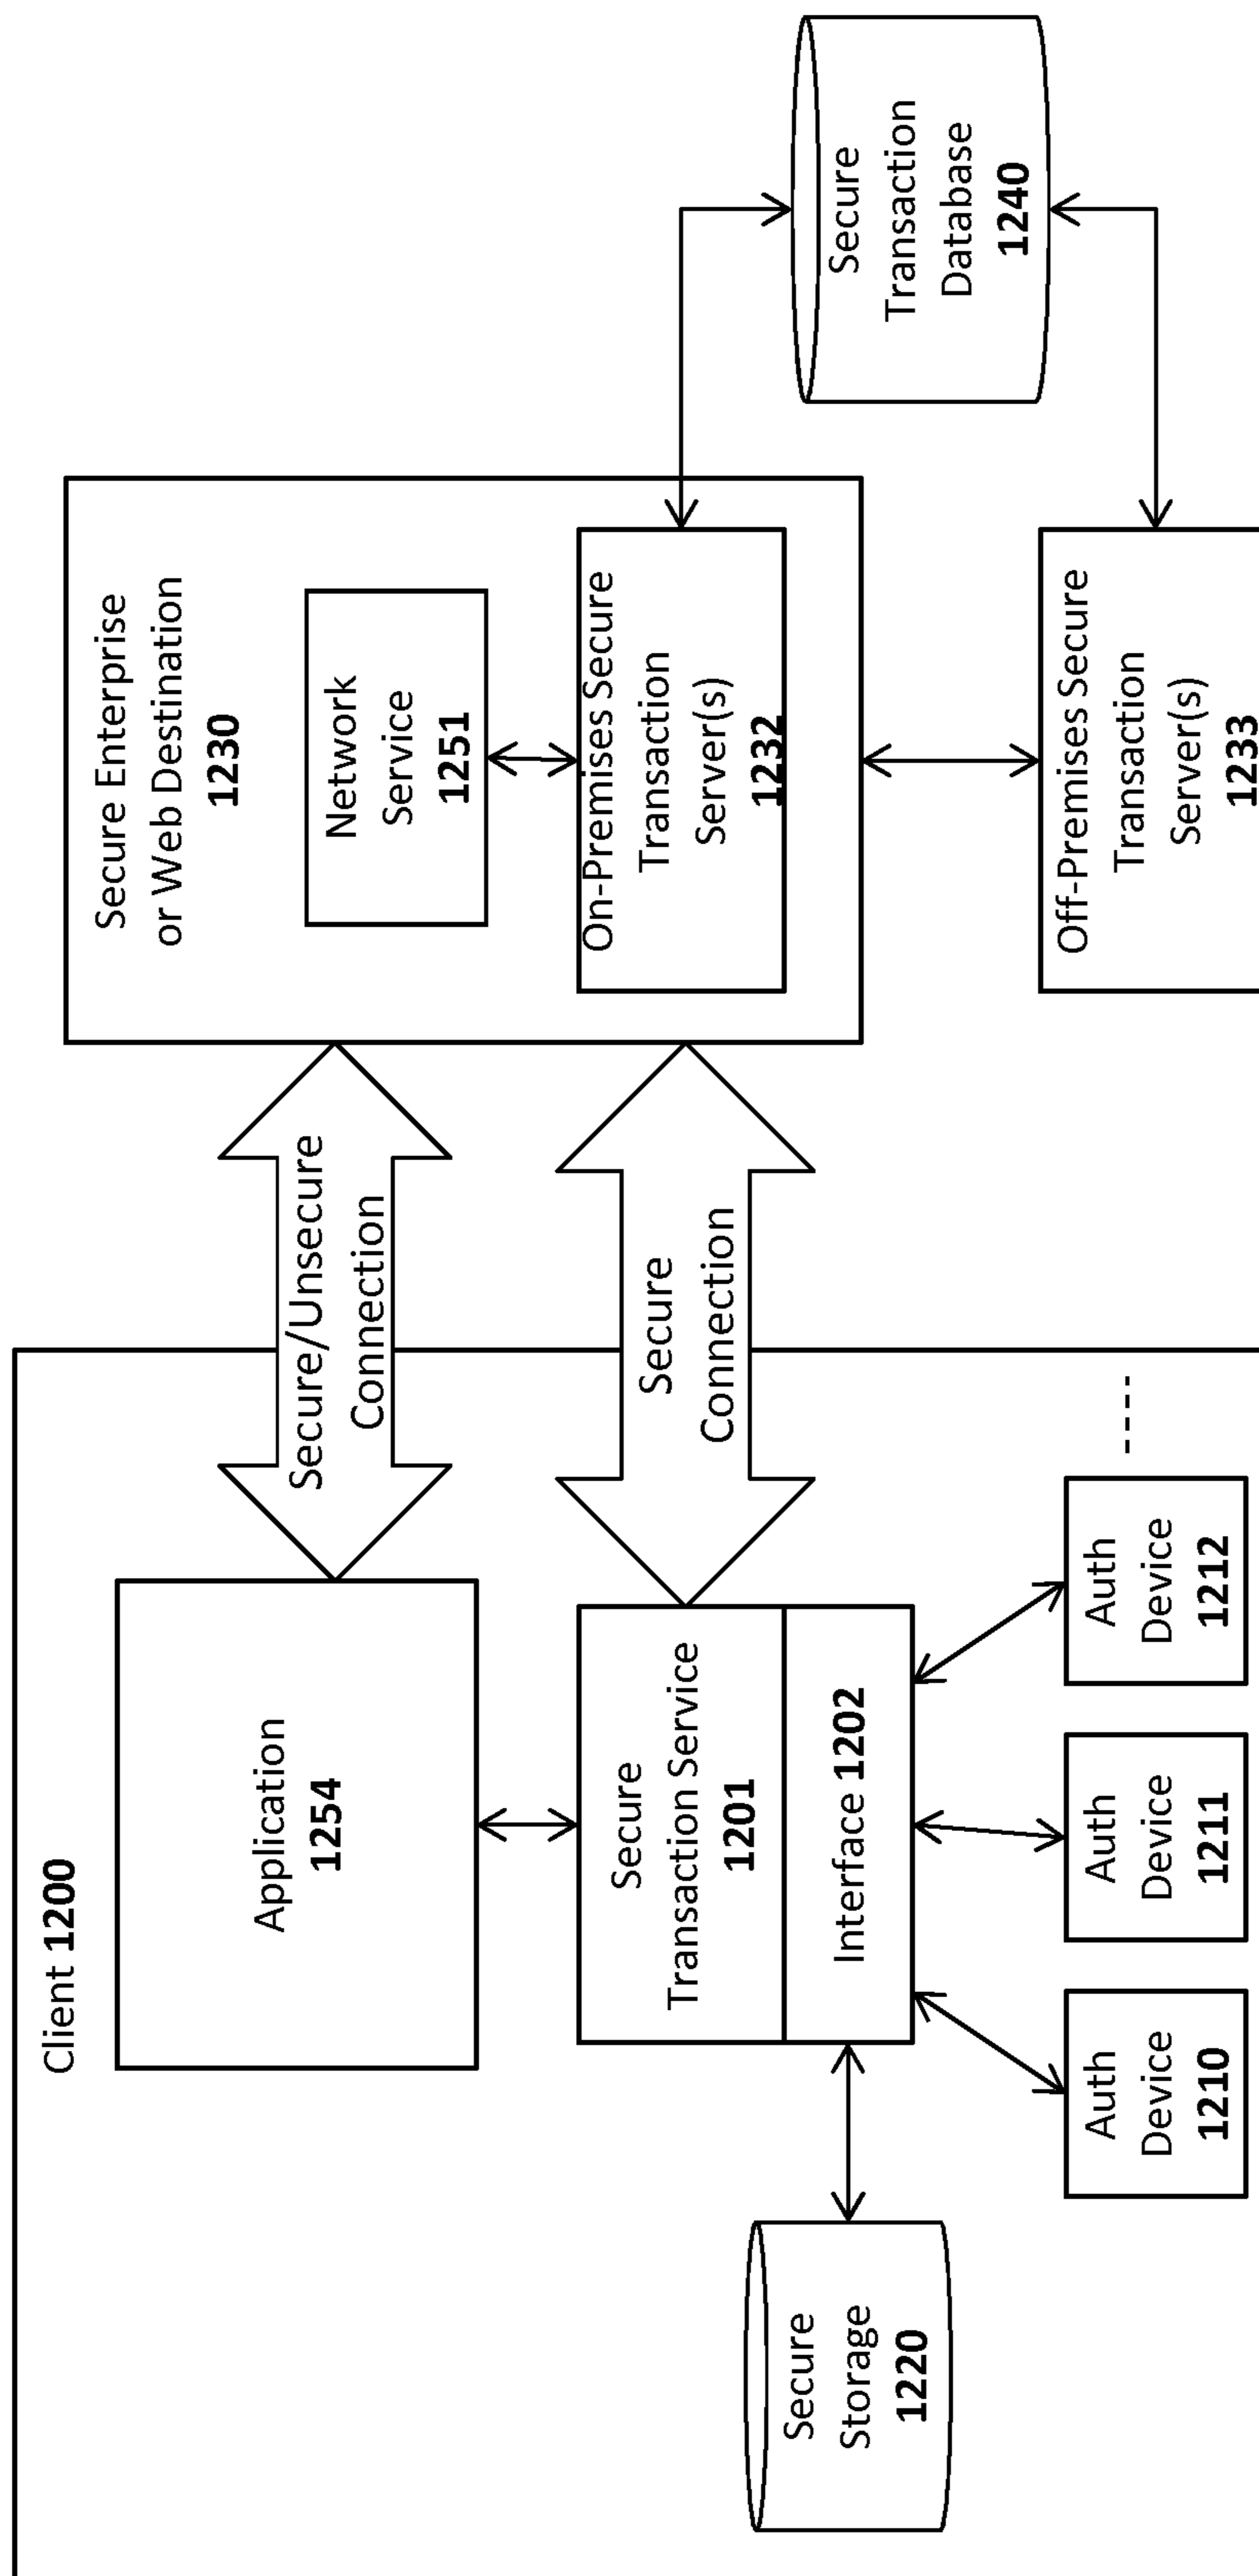 Client 1200
Application
1254
Secure
Transaction Service
1201
Interface 1202
Secure
Storage
1220
Auth
Device
1210
Auth
Device
1211
Auth
Device
1212
Secure/Unsecure
Connection
Secure
Connection
Secure Enterprise
or Web Destination
1230
Network
Service
1251
On-Premises Secure
Transaction
Server(s)
1232
Off-Premises Secure
Transaction
Server(s)
1233
Secure
Transaction
Database
1240